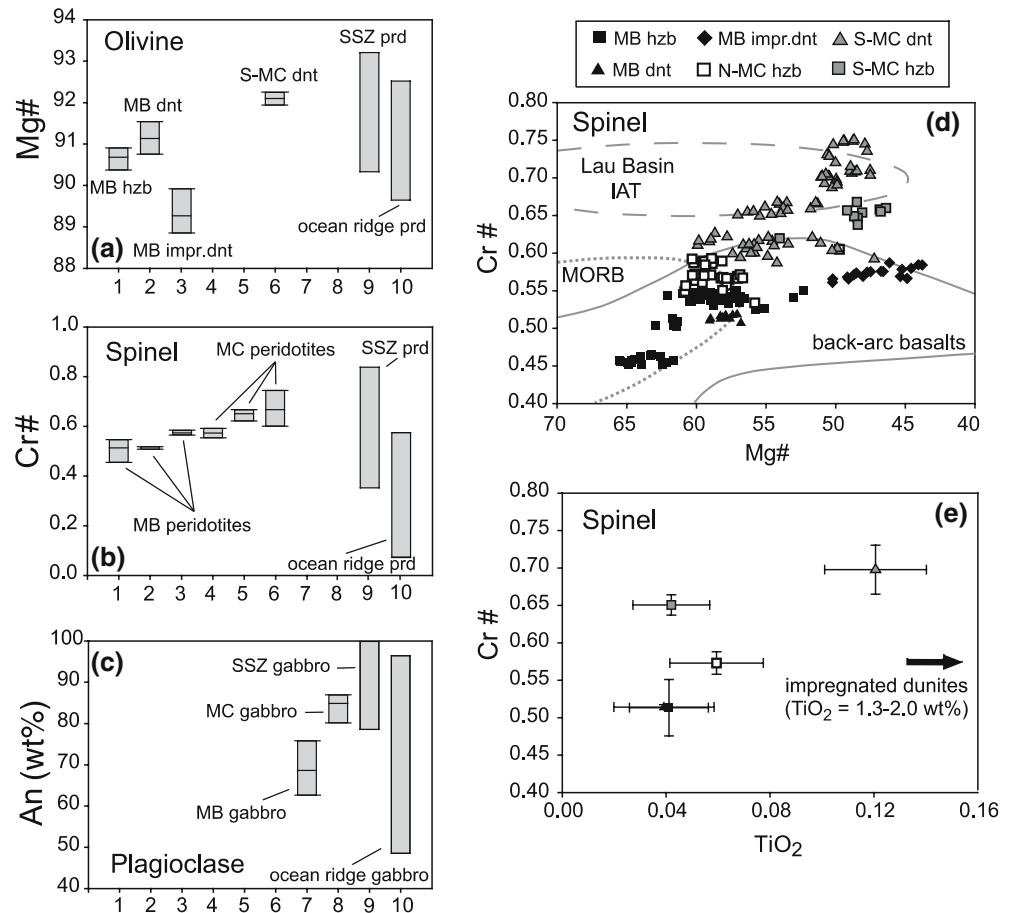 Olivine
(a)
Mg#
94
93
92
91
90
89
88
MB hzb
MB dnt
MB impr.dnt
S-MC dnt
SSZ prd
ocean ridge prd
1 2 3 4 5 6 7 8 9 10
Spinel
(b)
Cr#
1.0
0.8
0.6
0.4
0.2
0.0
MC peridotites
MB peridotites
SSZ prd
ocean ridge prd
1 2 3 4 5 6 7 8 9 10
(c)
An (wt%)
100
90
80
70
60
50
40
SSZ gabbro
MC gabbro
MB gabbro
ocean ridge gabbro
Plagioclase
1 2 3 4 5 6 7 8 9 10
MB hzb MB impr.dnt S-MC dnt
MB dnt N-MC hzb S-MC hzb
Spinel
(d)
Cr #
0.80
0.75
0.70
0.65
0.60
0.55
0.50
0.45
0.40
Lau Basin
IAT
MORB
back-arc basalts
70 65 60 55 50 45 40
Mg#
Spinel
(e)
Cr #
0.80
0.75
0.70
0.65
0.60
0.55
0.50
0.45
0.40
impregnated dunites
(TiO2 = 1.3-2.0 wt%)
0.00 0.04 0.08 0.12 0.16
TiO2